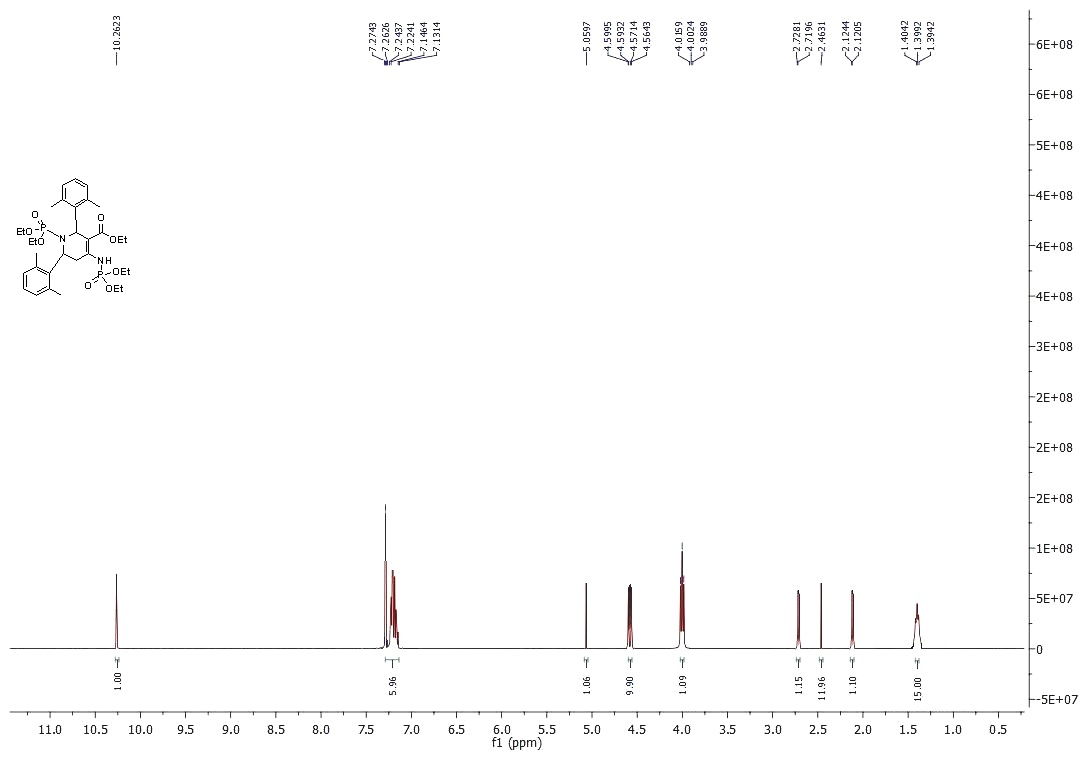 10.2623
7.2743
7.2626
7.2437
7.2241
7.1464
7.1314
5.0597
4.5995
4.5932
4.5714
4.5643
4.0159
4.0024
3.9889
2.7281
2.7196
2.4631
2.1244
2.1205
1.4042
1.3992
1.3942
6E+08
6E+08
5E+08
4E+08
4E+08
4E+08
3E+08
2E+08
2E+08
2E+08
1E+08
5E+07
0
-5E+07
O
O
EtO
P
N
OEt
EtO
NH
P
OEt
O
OEt
1.00
5.96
1.06
9.90
1.09
1.15
11.96
1.10
15.00
11.0 10.5 10.0 9.5 9.0 8.5 8.0 7.5 7.0 6.5 6.0 5.5 5.0 4.5 4.0 3.5 3.0 2.5 2.0 1.5 1.0 0.5
f1 (ppm)